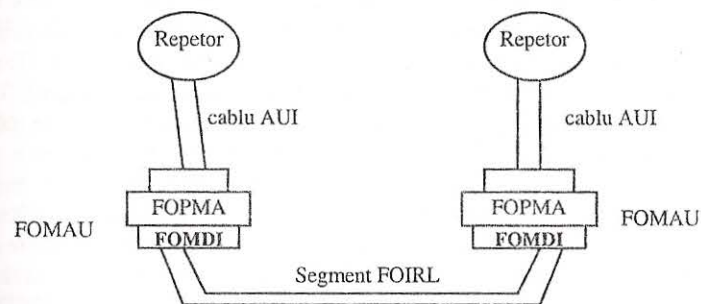 Repetor
Repetor
cablu AUI
cablu AUI
FOPMA
FOPMA
FOMAU
FOMAU
FOMDI
FOMDI
Segment FOIRL